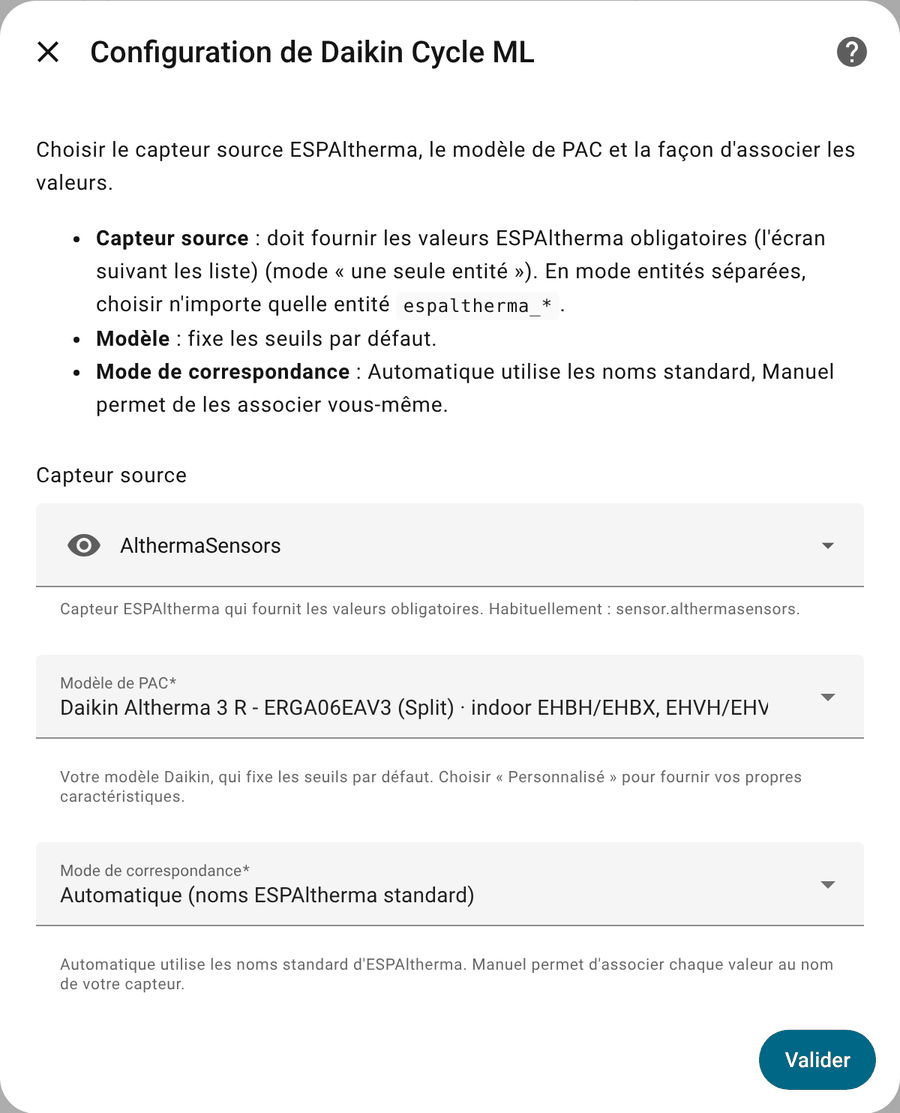 Configuration de Daikin Cycle ML
Choisir le capteur source ESPAltherma, le modèle de PAC et la façon d'associer les
valeurs.
• Capteur source : doit fournir les valeurs ESPAltherma obligatoires (l'écran
suivant les liste) (mode « une seule entité »). En mode entités séparées,
choisir n'importe quelle entité espaltherma_* .
• Modèle : fixe les seuils par défaut.
• Mode de correspondance : Automatique utilise les noms standard, Manuel
permet de les associer vous-même.
Capteur source
AlthermaSensors
Capteur ESPAltherma qui fournit les valeurs obligatoires. Habituellement : sensor.althermasensors.
Modèle de PAC*
Daikin Altherma 3 R - ERGA06EAV3 (Split) · indoor EHBH/EHBX, EHVH/EHV
Votre modèle Daikin, qui fixe les seuils par défaut. Choisir « Personnalisé » pour fournir vos propres
caractéristiques.
Mode de correspondance*
Automatique (noms ESPAltherma standard)
Automatique utilise les noms standard d'ESPAltherma. Manuel permet d'associer chaque valeur au nom
de votre capteur.
Valider